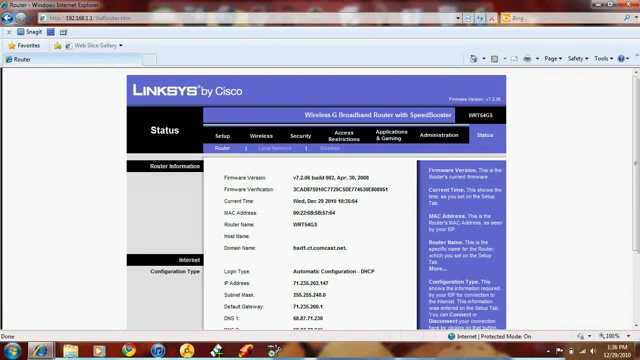 Router - Windows Internet Explorer
http://192.168.1.1/StaRouter.htm
Bing
Snagit
Favorites
Web Slice Gallery
Router
Page
Safety
Tools
LINKSYS by Cisco
Firmware Version: v7.2.06
Wireless-G Broadband Router with SpeedBooster
WRT54GS
Status
Setup
Wireless
Security
Access Restrictions
Applications & Gaming
Administration
Status
Router
Local Network
Wireless
Router Information
Firmware Version: v7.2.06 build 002, Apr. 30, 2008
Firmware Verification: 3CAD875910C7729C5DE774530E808951
Current Time: Wed, Dec 29 2010 10:35:54
MAC Address: 00:22:6B:5B:57:64
Router Name: WRT54GS
Host Name:
Domain Name: hsd1.ct.comcast.net.
Internet
Configuration Type
Login Type: Automatic Configuration - DHCP
IP Address: 71.235.202.147
Subnet Mask: 255.255.248.0
Default Gateway: 71.235.200.1
DNS 1: 68.87.71.230
DNS 2:
Firmware Version. This is the
Router's current firmware.
Current Time. This shows the
time, as you set on the Setup
Tab.
MAC Address. This is the
Router's MAC Address, as seen
by your ISP.
Router Name. This is the
specific name for the Router,
which you set on the Setup
Tab.
More...
Configuration Type. This
shows the information required
by your ISP for connection to
the Internet. This information
was entered on the Setup Tab.
You can Connect or
Disconnect your connection
here by clicking on that button.
Done
Internet | Protected Mode: On
100%
1:36 PM
12/29/2010